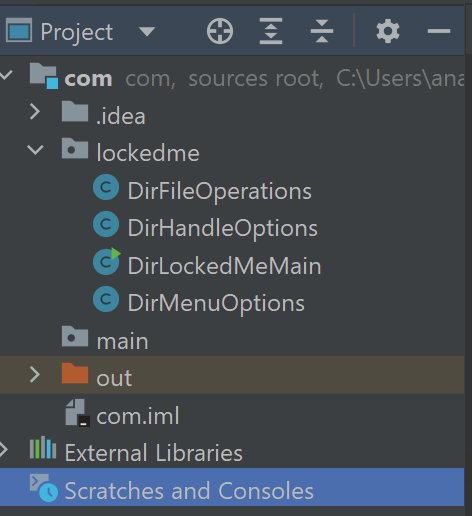 Project
com com, sources root, C:\Users\ana
.idea
lockedme
C DirFileOperations
C DirHandleOptions
C DirLockedMeMain
C DirMenuOptions
main
out
com.iml
External Libraries
Scratches and Consoles